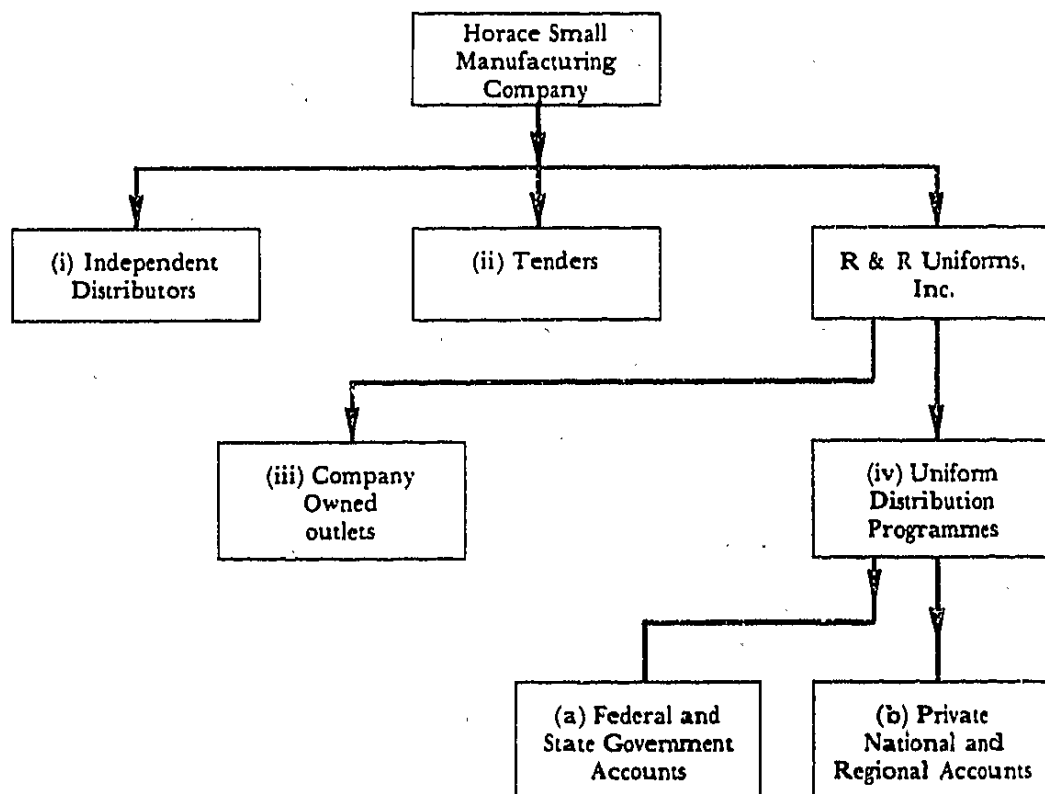 Horace Small
Manufacturing
Company
(i) Independent
Distributors
(ii) Tenders
R & R Uniforms,
Inc.
(iii) Company
Owned
outlets
(iv) Uniform
Distribution
Programmes
(a) Federal and
State Government
Accounts
(b) Private
National and
Regional Accounts